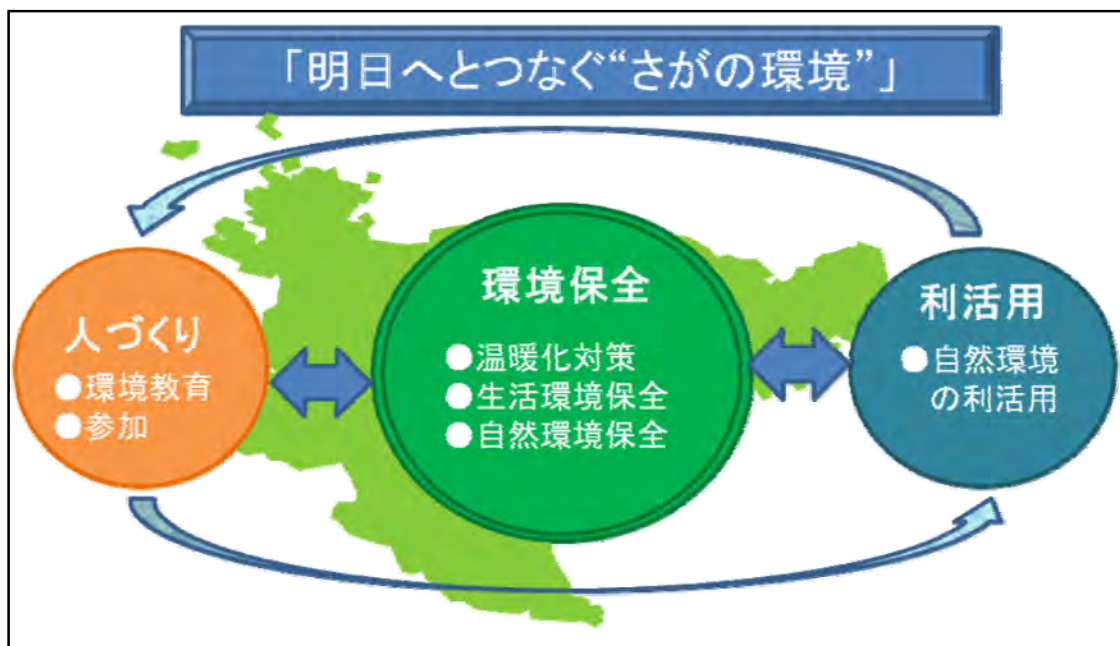 「明日へとつなぐ“さがの環境”」
人づくり
●環境教育
●参加
環境保全
●温暖化対策
●生活環境保全
●自然環境保全
利活用
●自然環境
の利活用